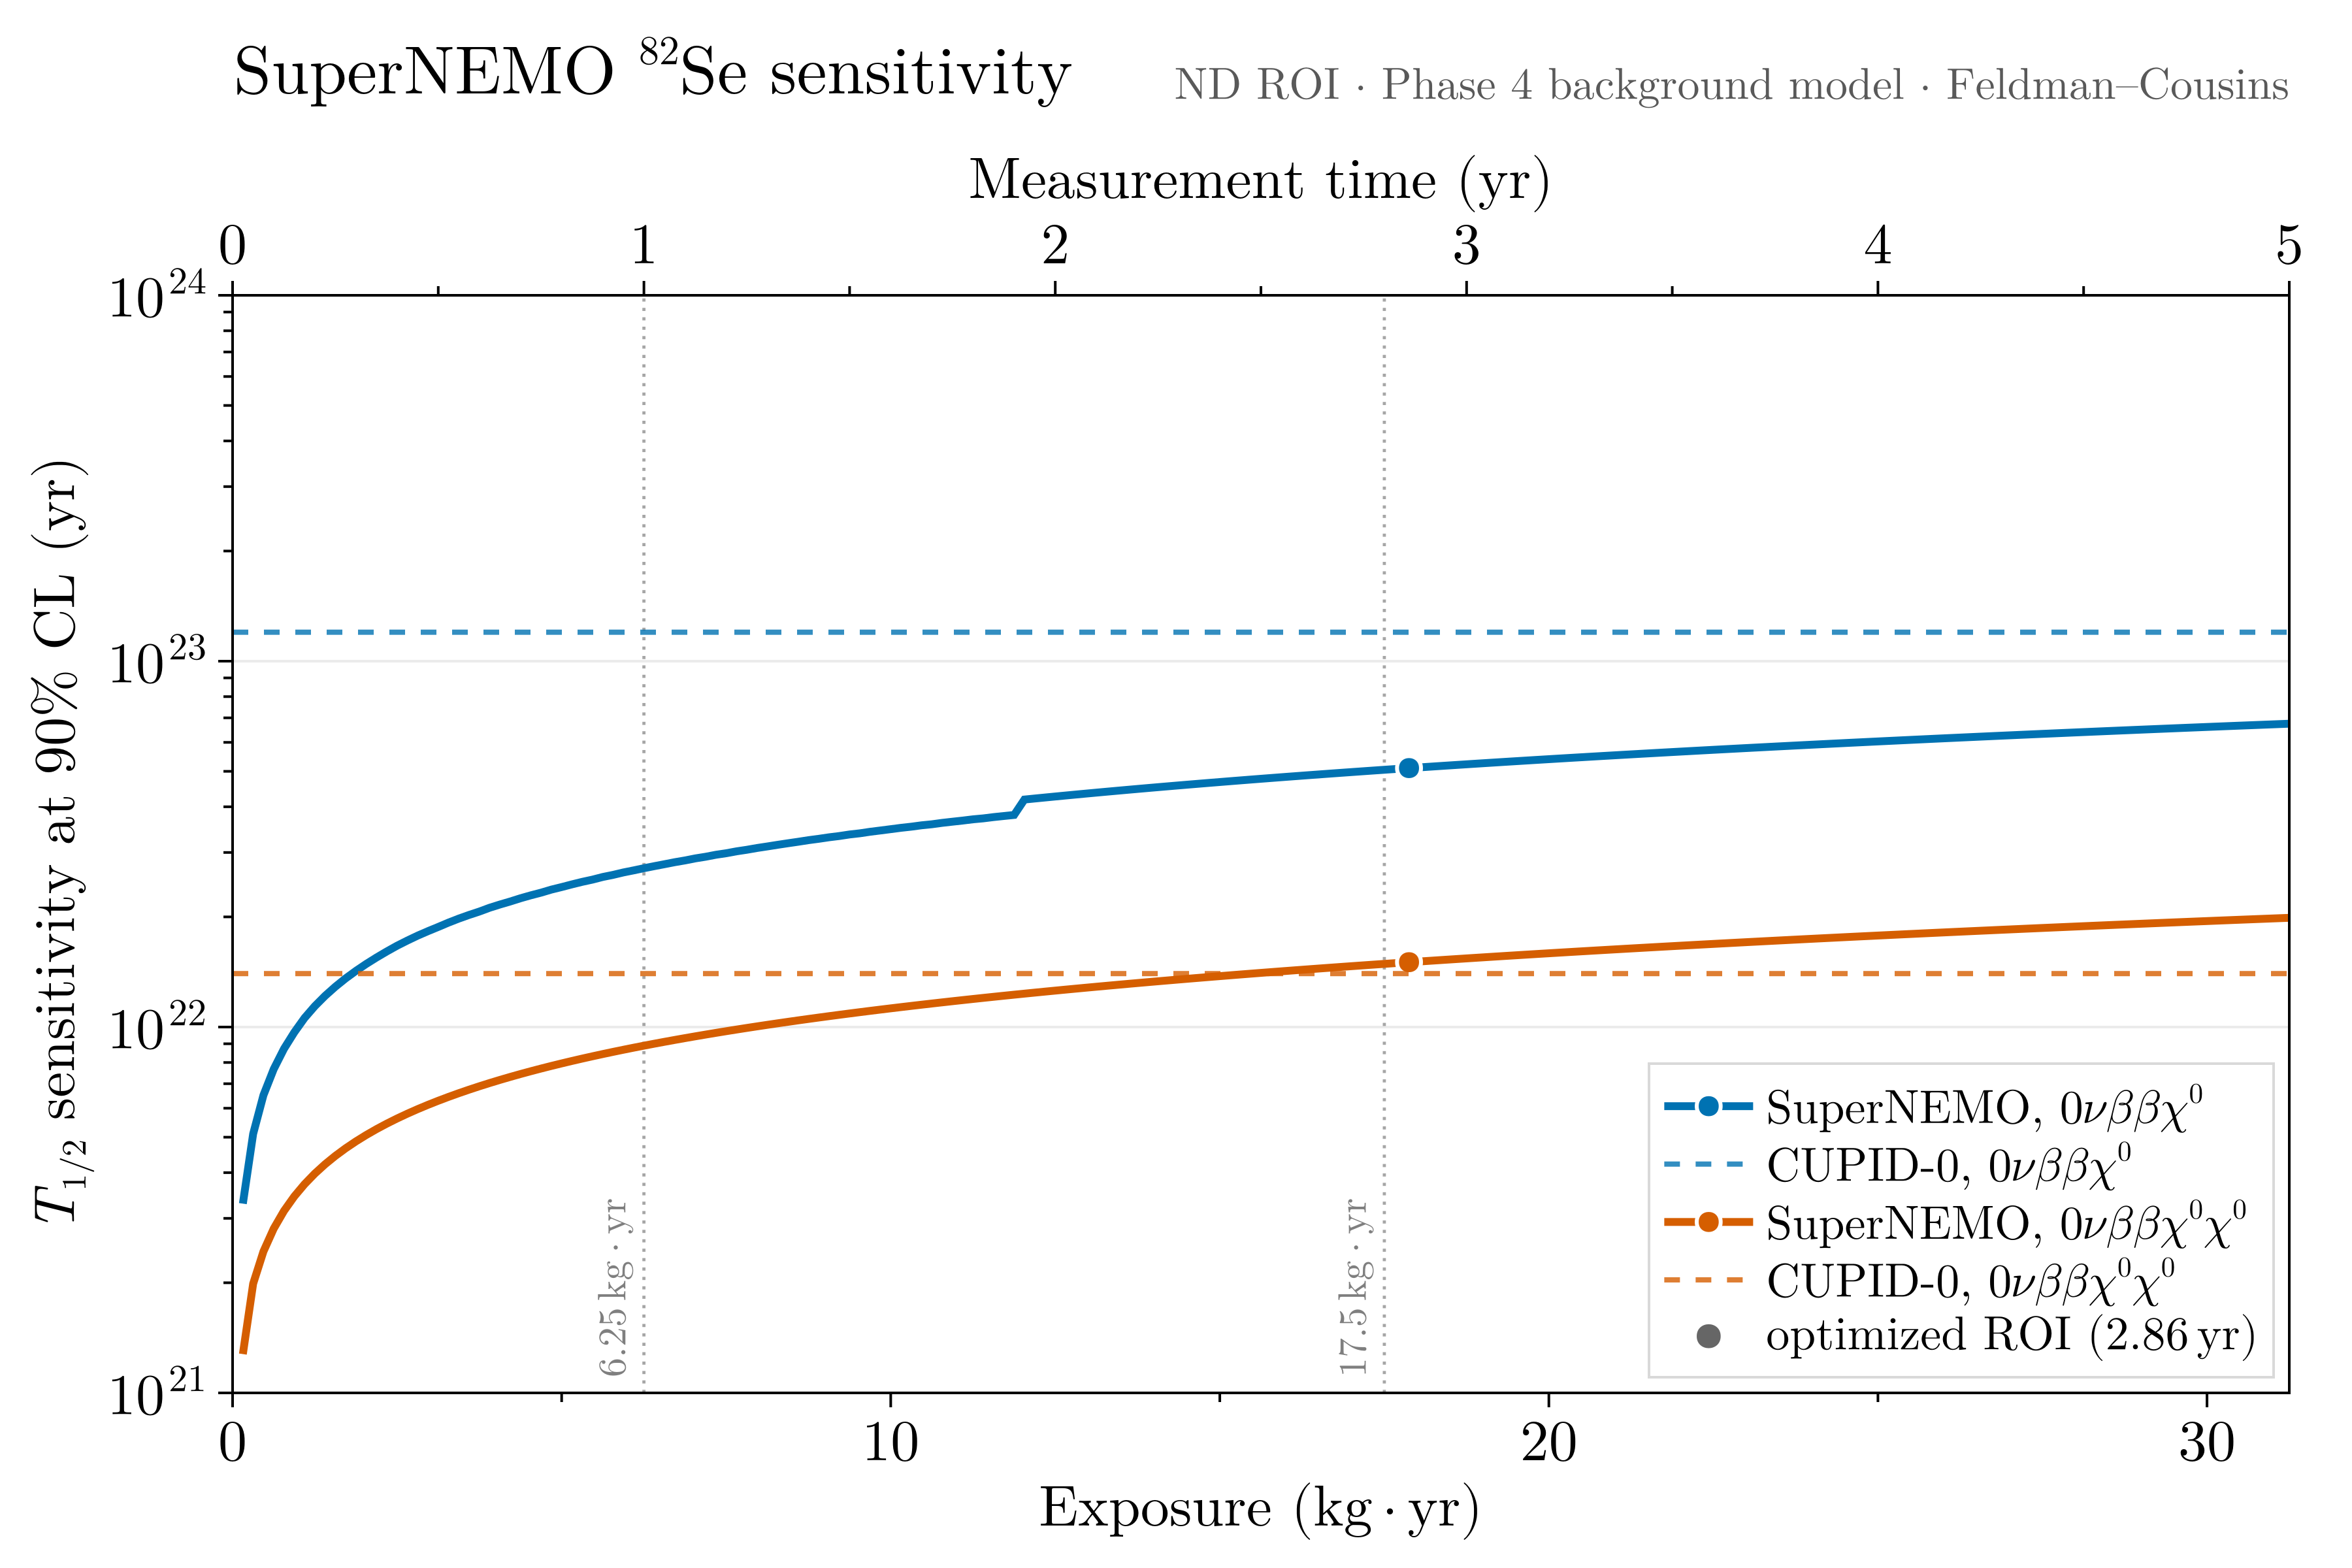 SuperNEMO ⁸²Se sensitivity
ND ROI · Phase 4 background model · Feldman–Cousins
Measurement time (yr)
0 1 2 3 4 5
10²⁴
10²³
10²²
10²¹
T₁/₂ sensitivity at 90% CL (yr)
6.25 kg · yr
17.5 kg · yr
SuperNEMO, 0νββχ⁰
CUPID-0, 0νββχ⁰
SuperNEMO, 0νββχ⁰χ⁰
CUPID-0, 0νββχ⁰χ⁰
optimized ROI (2.86 yr)
0 10 20 30
Exposure (kg · yr)